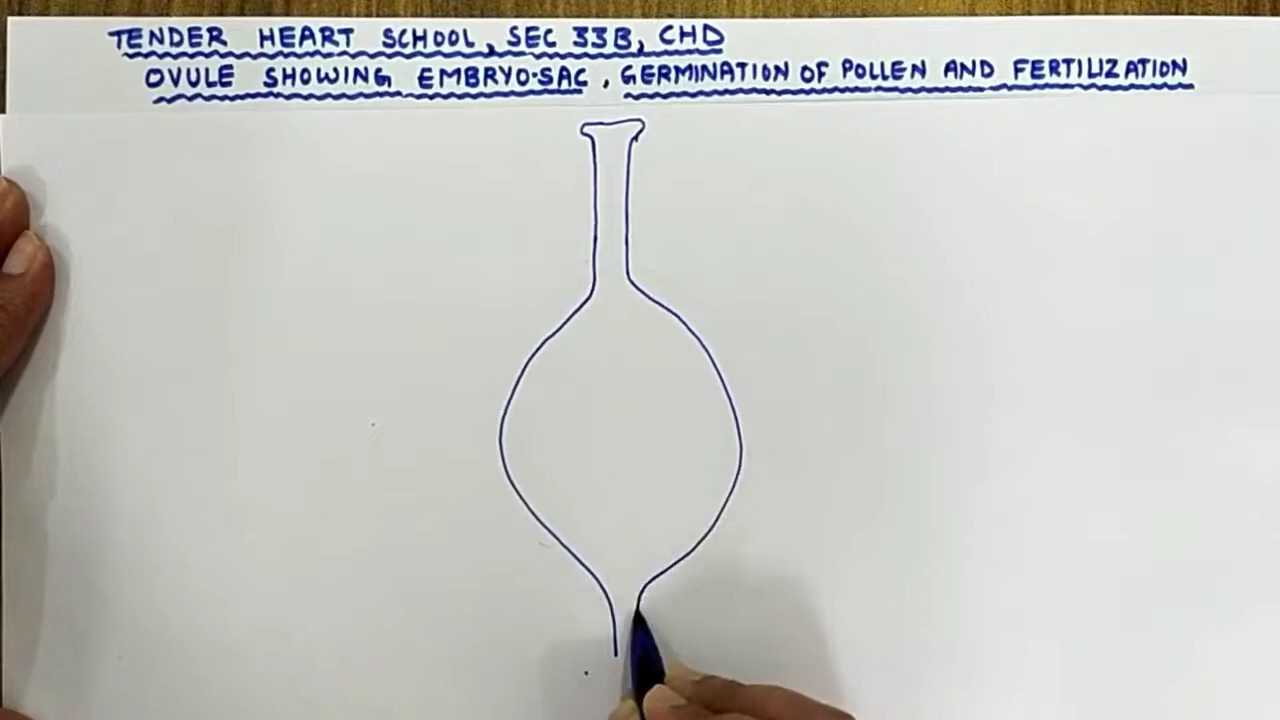 TENDER HEART SCHOOL, SEC 33B, CHD
OVULE SHOWING EMBRYO-SAC, GERMINATION OF POLLEN AND FERTILIZATION